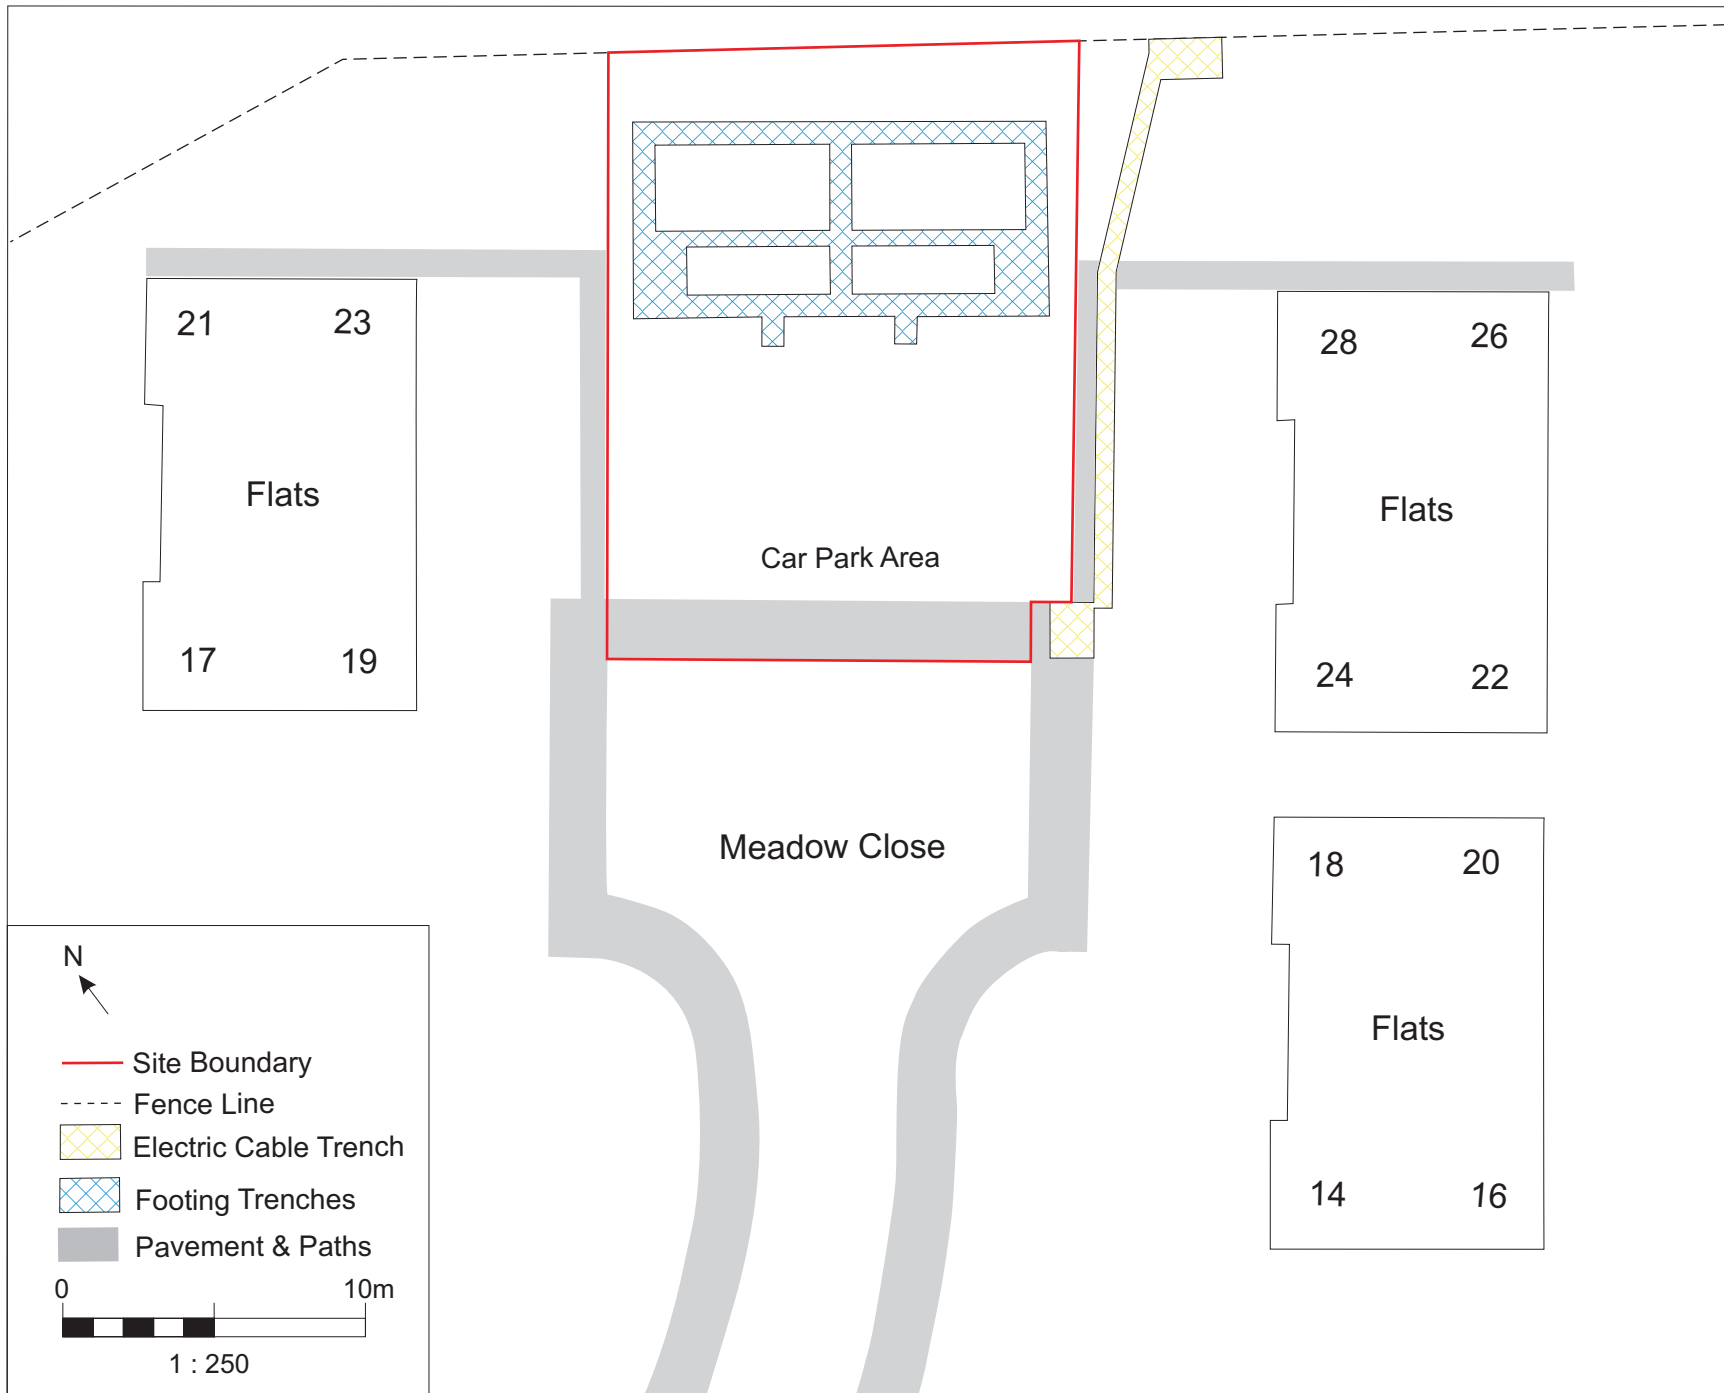 21 23
Flats
17 19
Car Park Area
28 26
Flats
24 22
Meadow Close
18 20
Flats
14 16
N
Site Boundary
Fence Line
Electric Cable Trench
Footing Trenches
Pavement & Paths
0 10m
1 : 250